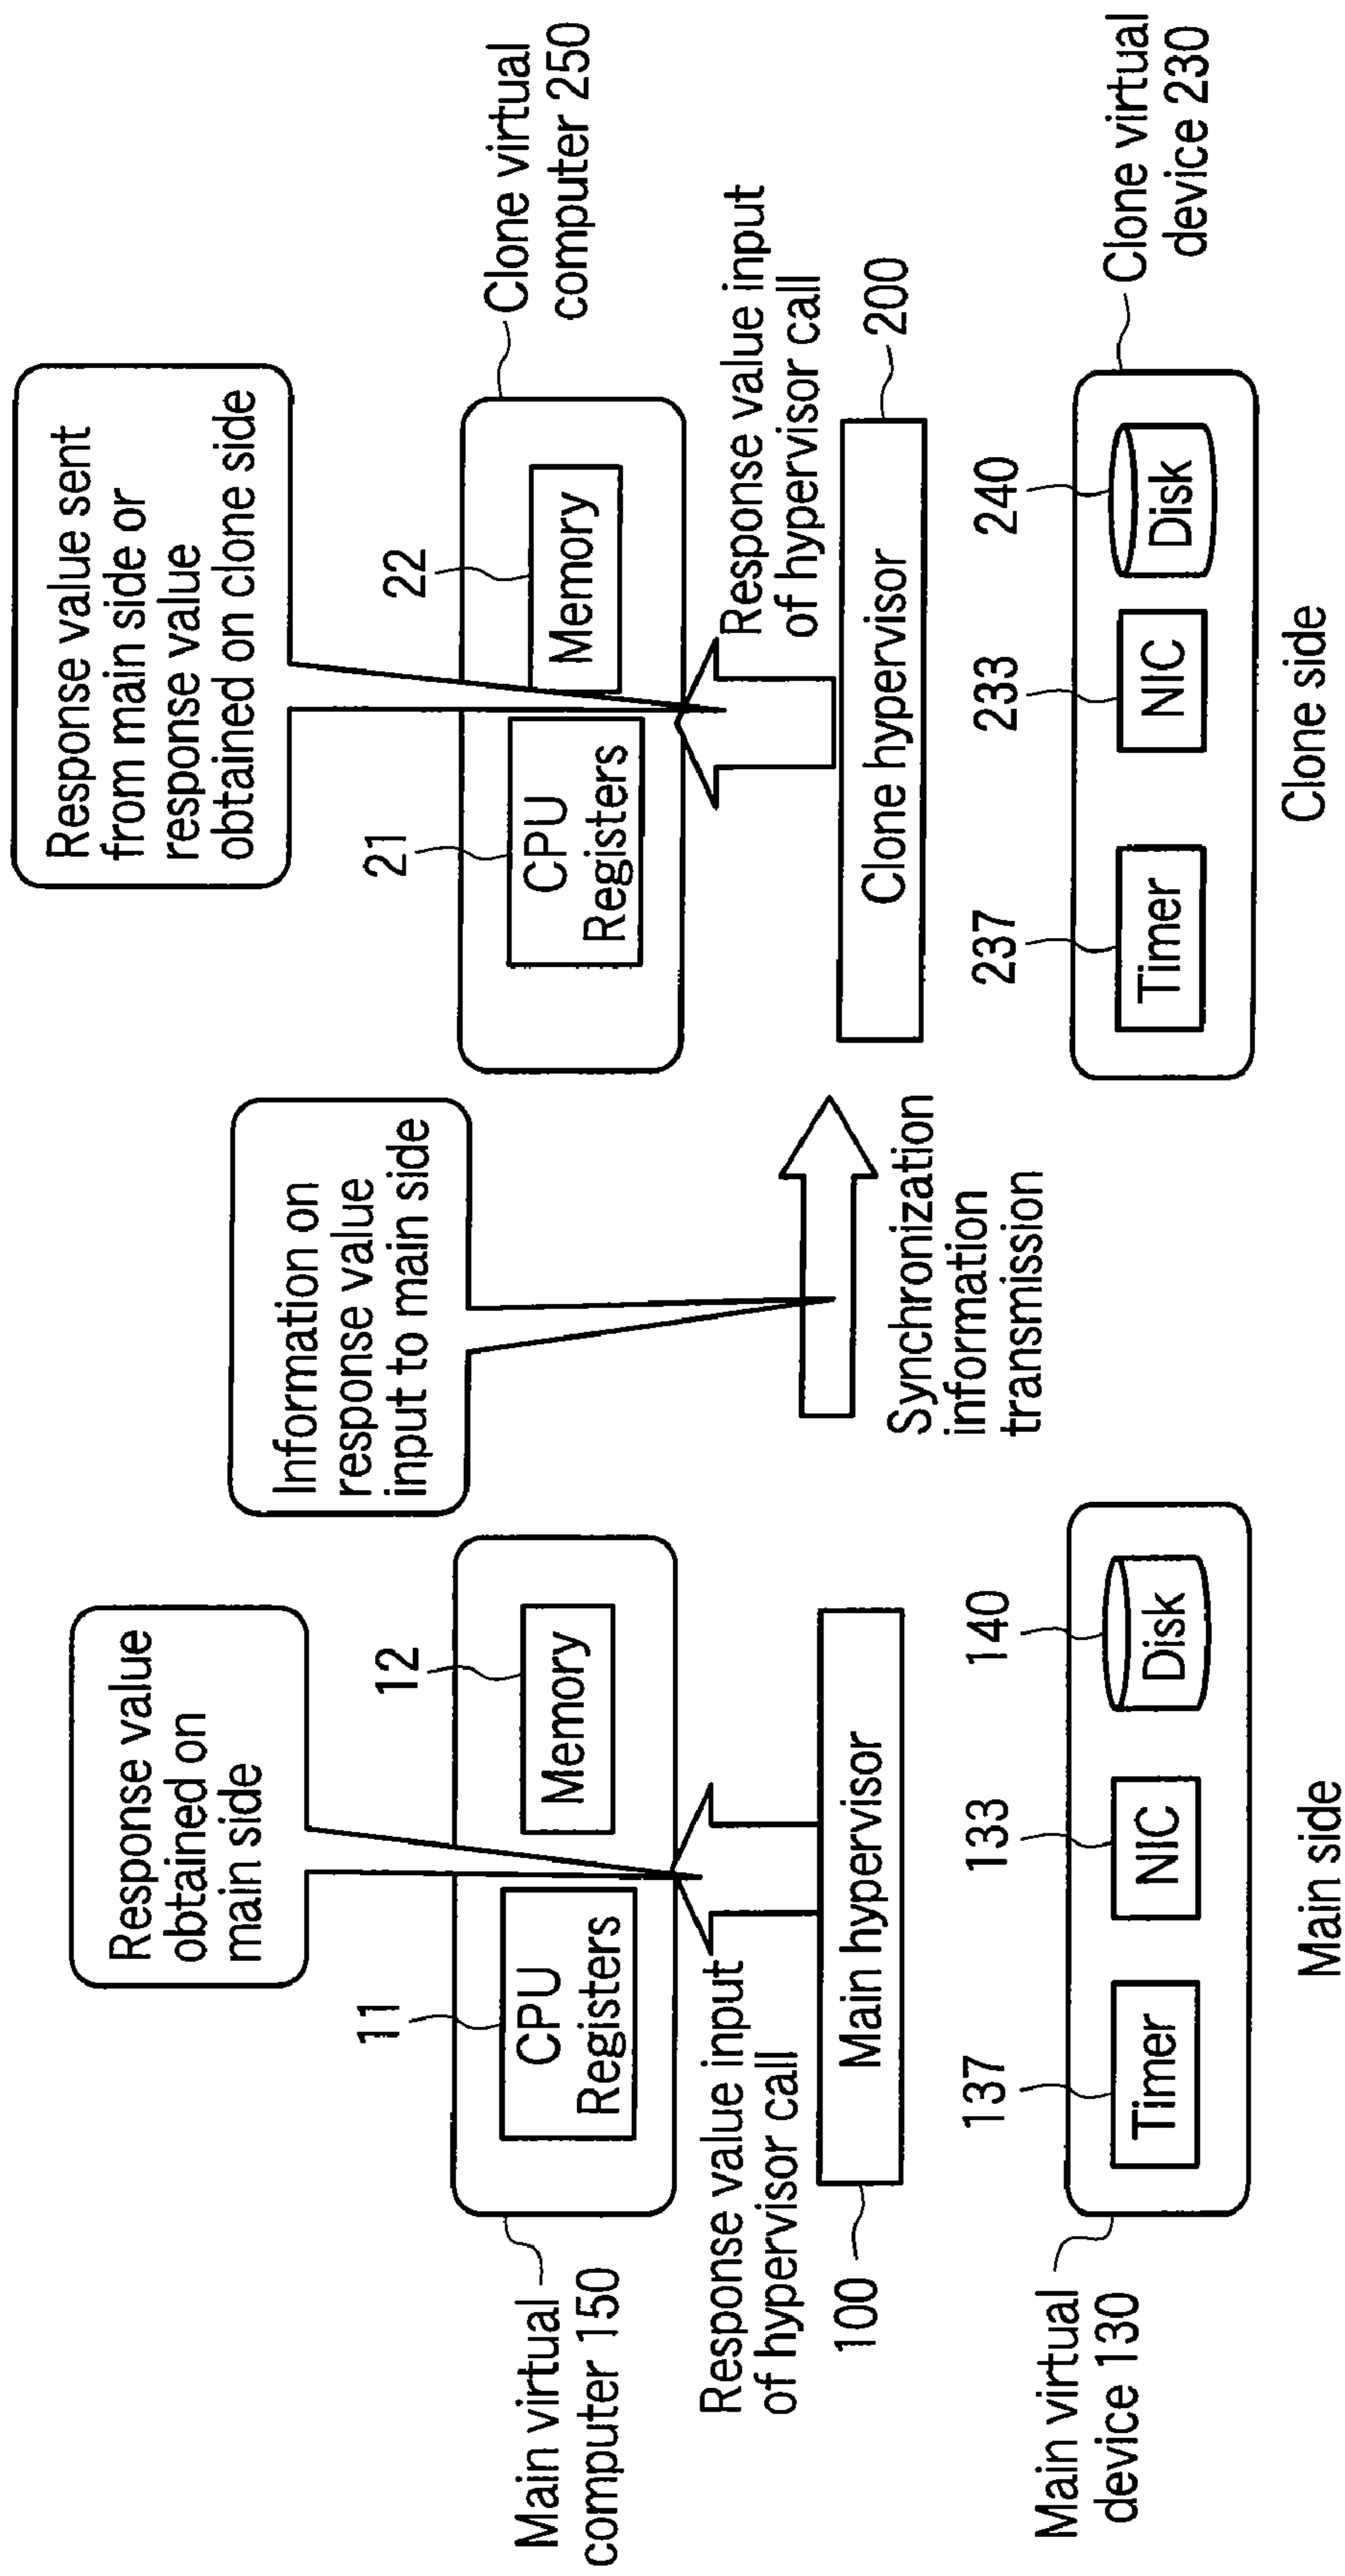 Response value
obtained on
main side
Information on
response value
input to main side
Response value sent
from main side or
response value
obtained on clone side
Main virtual
computer 150
11
CPU
Registers
12
Memory
21
CPU
Registers
22
Memory
Clone virtual
computer 250
Response value input
of hypervisor call
Synchronization
information
transmission
Response value input
of hypervisor call
100
Main hypervisor
Clone hypervisor
200
Main virtual
device 130
137
Timer
133
NIC
140
Disk
237
Timer
233
NIC
240
Disk
Clone virtual
device 230
Main side
Clone side